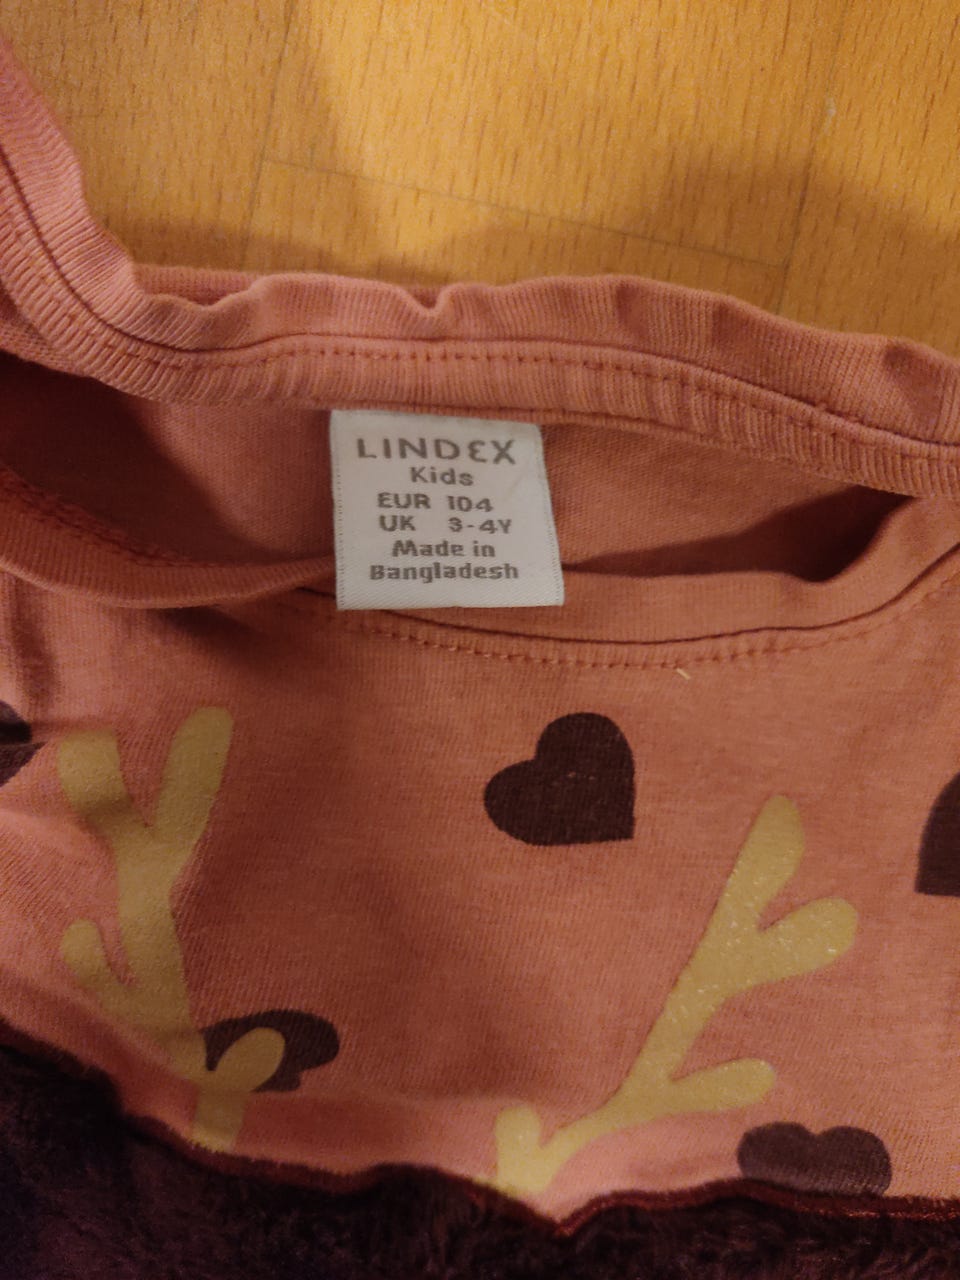 LINDEX
Kids
EUR 104
UK 3-4Y
Made in
Bangladesh